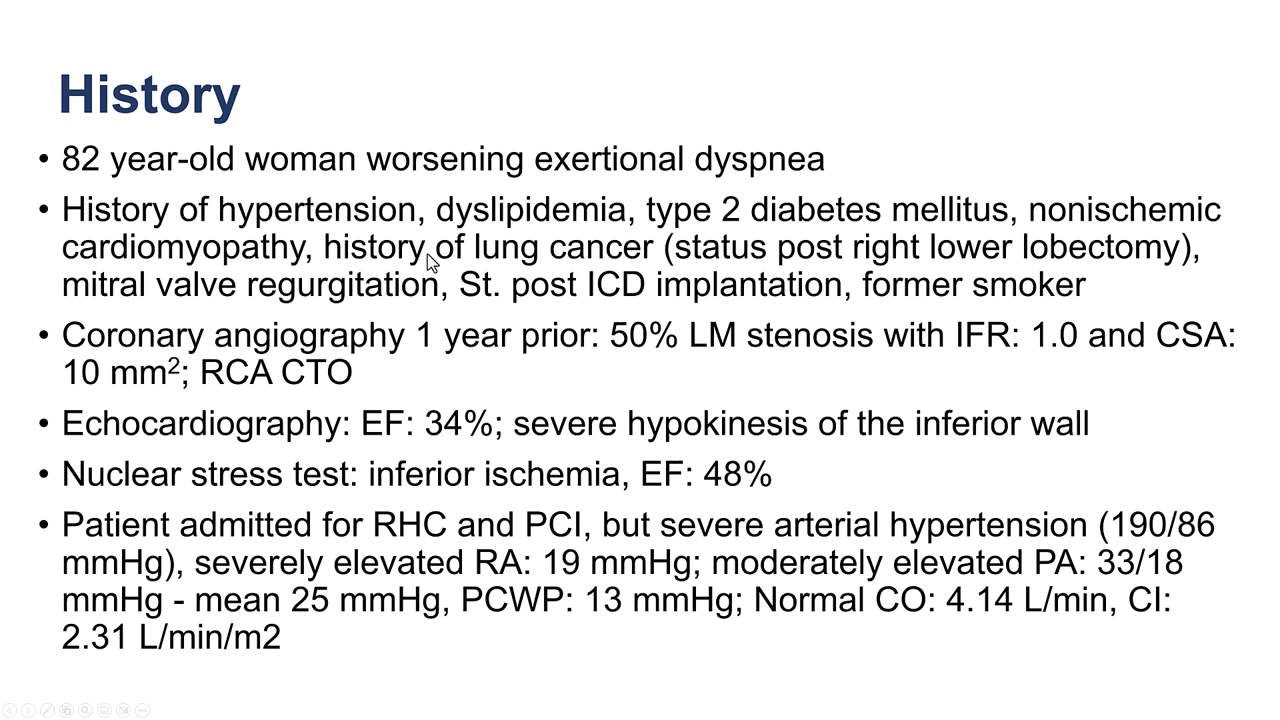 History
• 82 year-old woman worsening exertional dyspnea
• History of hypertension, dyslipidemia, type 2 diabetes mellitus, nonischemic
cardiomyopathy, history of lung cancer (status post right lower lobectomy),
mitral valve regurgitation, St. post ICD implantation, former smoker
• Coronary angiography 1 year prior: 50% LM stenosis with IFR: 1.0 and CSA:
10 mm²; RCA CTO
• Echocardiography: EF: 34%; severe hypokinesis of the inferior wall
• Nuclear stress test: inferior ischemia, EF: 48%
• Patient admitted for RHC and PCI, but severe arterial hypertension (190/86
mmHg), severely elevated RA: 19 mmHg; moderately elevated PA: 33/18
mmHg - mean 25 mmHg, PCWP: 13 mmHg; Normal CO: 4.14 L/min, CI:
2.31 L/min/m2